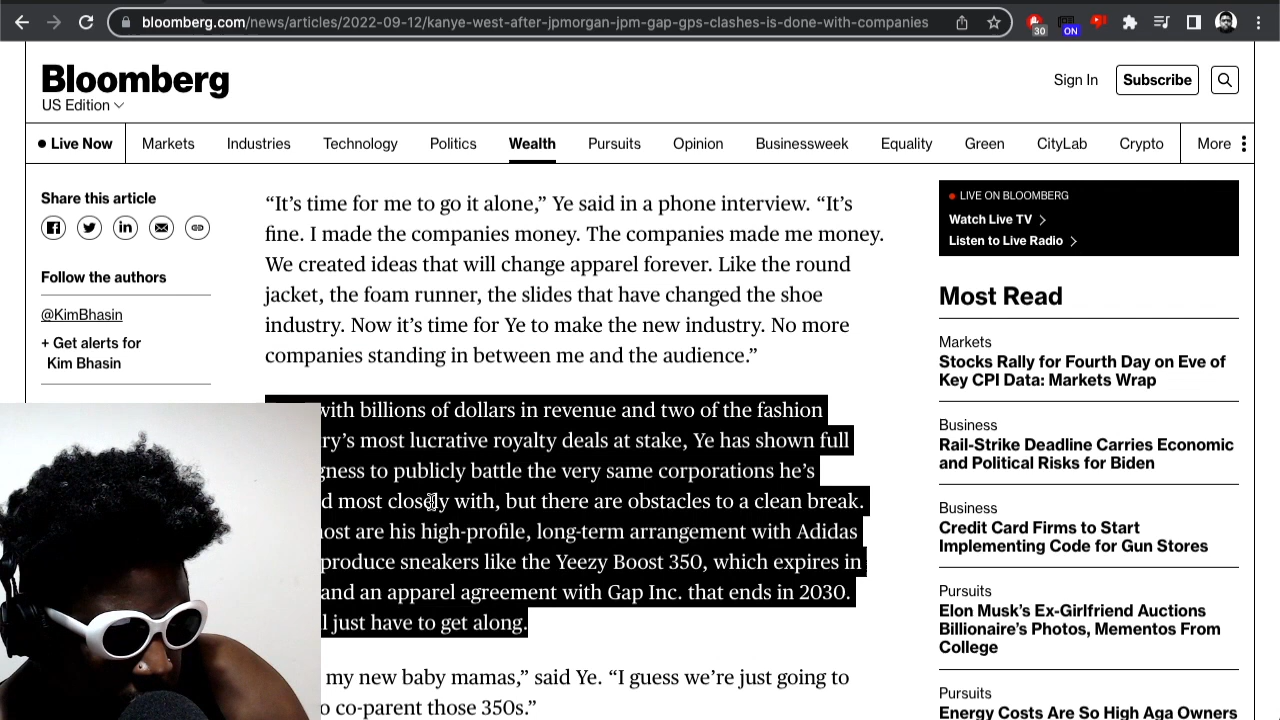 bloomberg.com/news/articles/2022-09-12/kanye-west-after-jpmorgan-jpm-gap-gps-clashes-is-done-with-companies
30
ON
Bloomberg
US Edition
Sign In
Subscribe
Live Now
Markets
Industries
Technology
Politics
Wealth
Pursuits
Opinion
Businessweek
Equality
Green
CityLab
Crypto
More
Share this article
Follow the authors
@KimBhasin
+ Get alerts for
Kim Bhasin
“It’s time for me to go it alone,” Ye said in a phone interview. “It’s
fine. I made the companies money. The companies made me money.
We created ideas that will change apparel forever. Like the round
jacket, the foam runner, the slides that have changed the shoe
industry. Now it’s time for Ye to make the new industry. No more
companies standing in between me and the audience.”
with billions of dollars in revenue and two of the fashion
most lucrative royalty deals at stake, Ye has shown full
to publicly battle the very same corporations he’s
most closely with, but there are obstacles to a clean break.
are his high-profile, long-term arrangement with Adidas
produce sneakers like the Yeezy Boost 350, which expires in
and an apparel agreement with Gap Inc. that ends in 2030.
just have to get along.
my new baby mamas,” said Ye. “I guess we’re just going to
co-parent those 350s.”
LIVE ON BLOOMBERG
Watch Live TV
Listen to Live Radio
Most Read
Markets
Stocks Rally for Fourth Day on Eve of
Key CPI Data: Markets Wrap
Business
Rail-Strike Deadline Carries Economic
and Political Risks for Biden
Business
Credit Card Firms to Start
Implementing Code for Gun Stores
Pursuits
Elon Musk’s Ex-Girlfriend Auctions
Billionaire’s Photos, Mementos From
College
Pursuits
Energy Costs Are So High Aga Owners